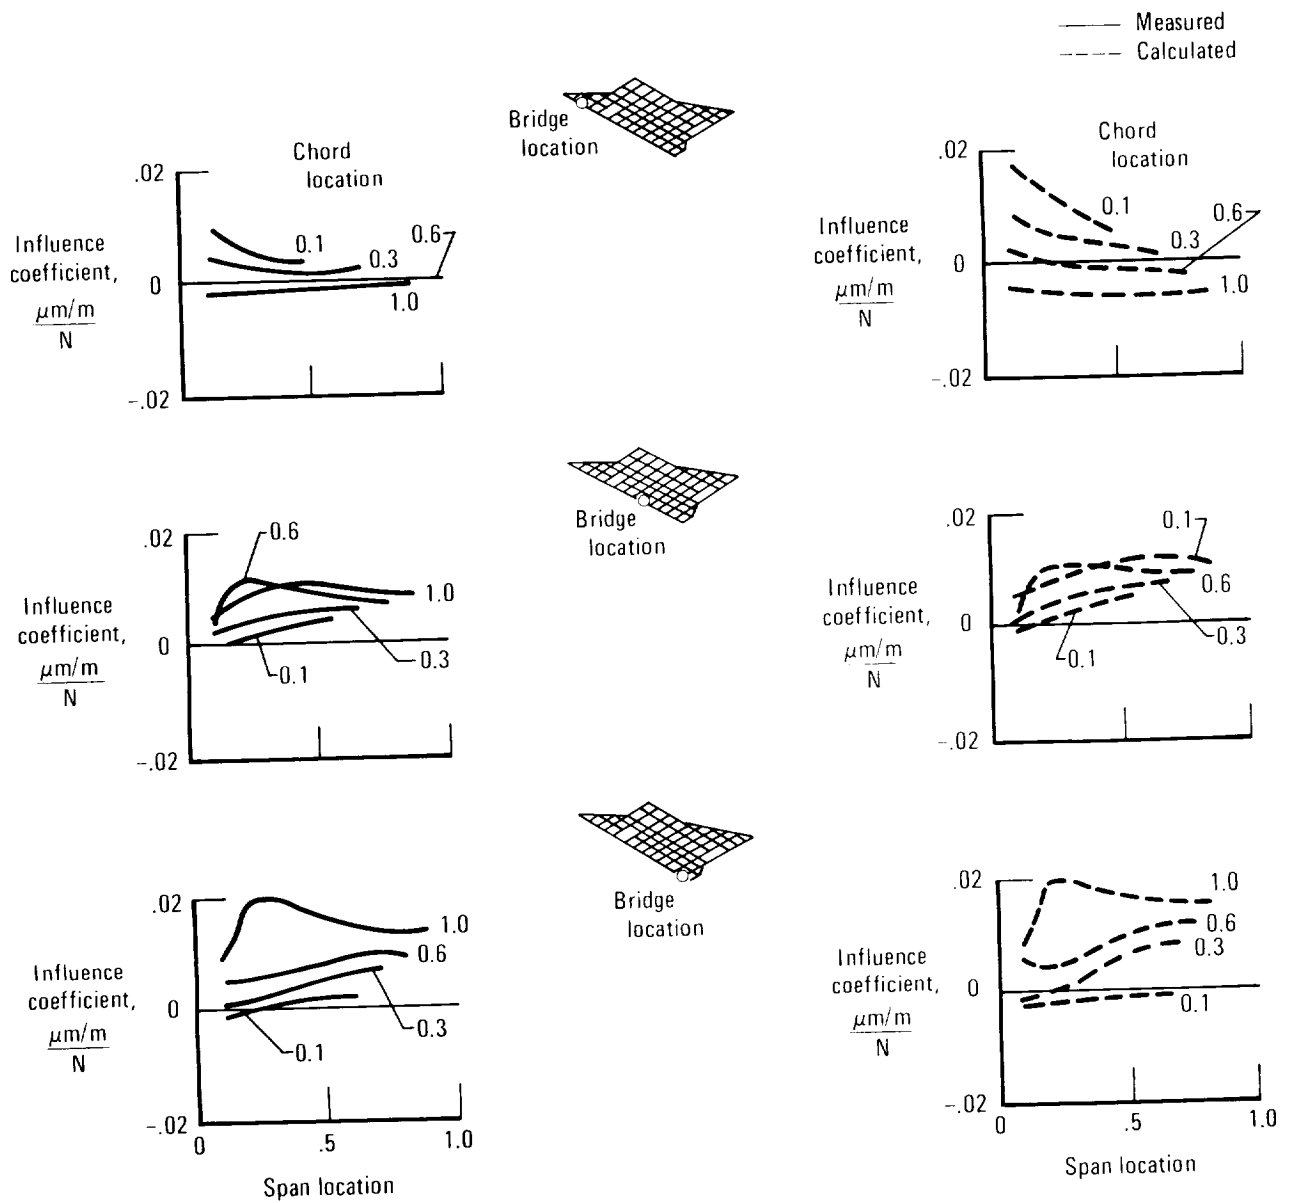 Measured
Calculated
Bridge
location
Chord
location
.02
Influence
coefficient,
μm/m
N
0
-.02
0.1
0.3
0.6
1.0
Chord
location
.02
Influence
coefficient,
μm/m
N
0
-.02
0.1
0.3
0.6
1.0
Bridge
location
.02
Influence
coefficient,
μm/m
N
0
-.02
0.6
1.0
0.3
0.1
.02
Influence
coefficient,
μm/m
N
0
-.02
0.1
0.6
0.3
0.1
Bridge
location
.02
Influence
coefficient,
μm/m
N
0
-.02
1.0
0.6
0.3
0.1
0
.5
1.0
Span location
.02
Influence
coefficient,
μm/m
N
0
-.02
1.0
0.6
0.3
0.1
0
.5
1.0
Span location